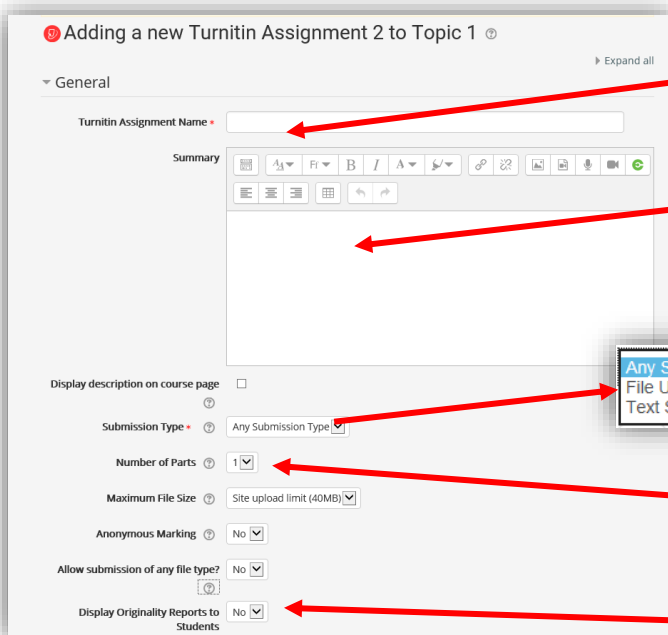 Adding a new Turnitin Assignment 2 to Topic 1
Expand all
General
Turnitin Assignment Name *
Summary
Display description on course page
Submission Type * Any Submission Type
Number of Parts 1
Maximum File Size Site upload limit (40MB)
Anonymous Marking No
Allow submission of any file type? No
Display Originality Reports to Students No
Any S
File U
Text S